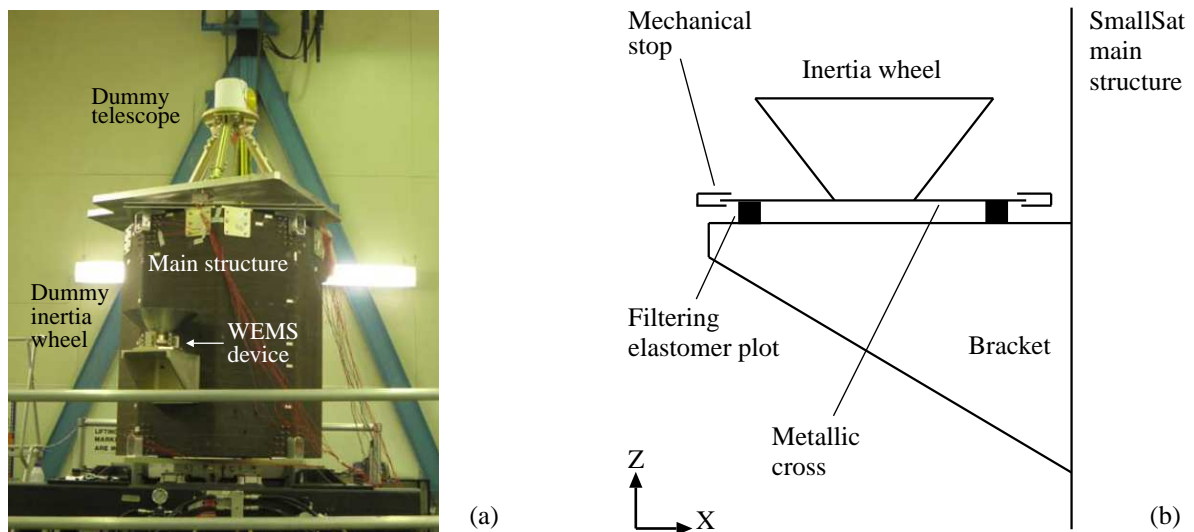 Dummy
telescope
Main structure
Dummy
inertia
wheel
WEMS
device
(a)
Mechanical
stop
SmallSat
main
structure
Inertia wheel
Filtering
elastomer plot
Bracket
Metallic
cross
Z
X
(b)